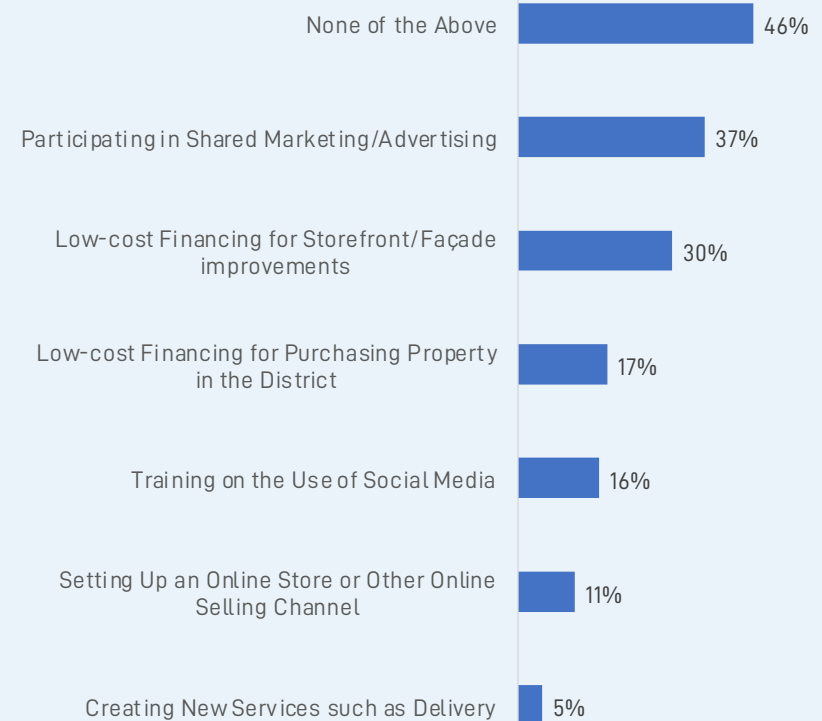 None of the Above
46%
Participating in Shared Marketing/Advertising
37%
Low-cost Financing for Storefront/Façade
improvements
30%
Low-cost Financing for Purchasing Property
in the District
17%
Training on the Use of Social Media
16%
Setting Up an Online Store or Other Online
Selling Channel
11%
Creating New Services such as Delivery
5%